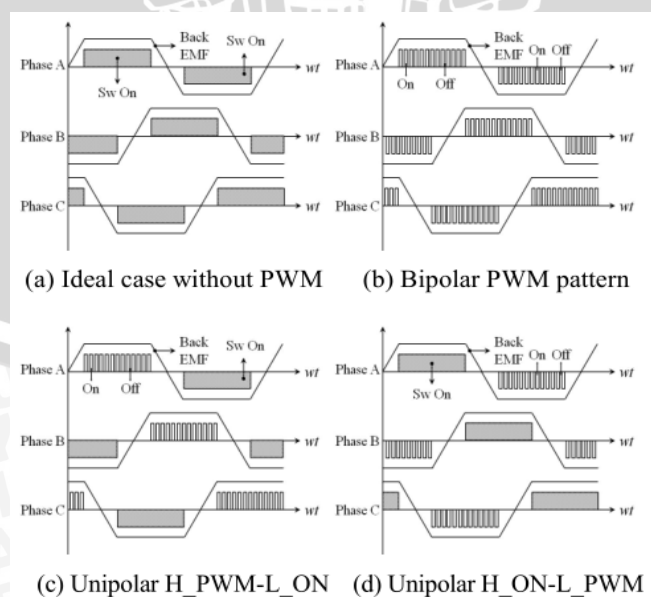 Phase A
Back
EMF
Sw On
Sw On
wt
Phase B
wt
Phase C
wt
(a) Ideal case without PWM
Phase A
Back
EMF
On Off
On Off
wt
Phase B
wt
Phase C
wt
(b) Bipolar PWM pattern
Phase A
Back
EMF
Sw On
On Off
wt
Phase B
wt
Phase C
wt
(c) Unipolar H_PWM-L_ON
Phase A
Back
EMF
On Off
Sw On
wt
Phase B
wt
Phase C
wt
(d) Unipolar H_ON-L_PWM